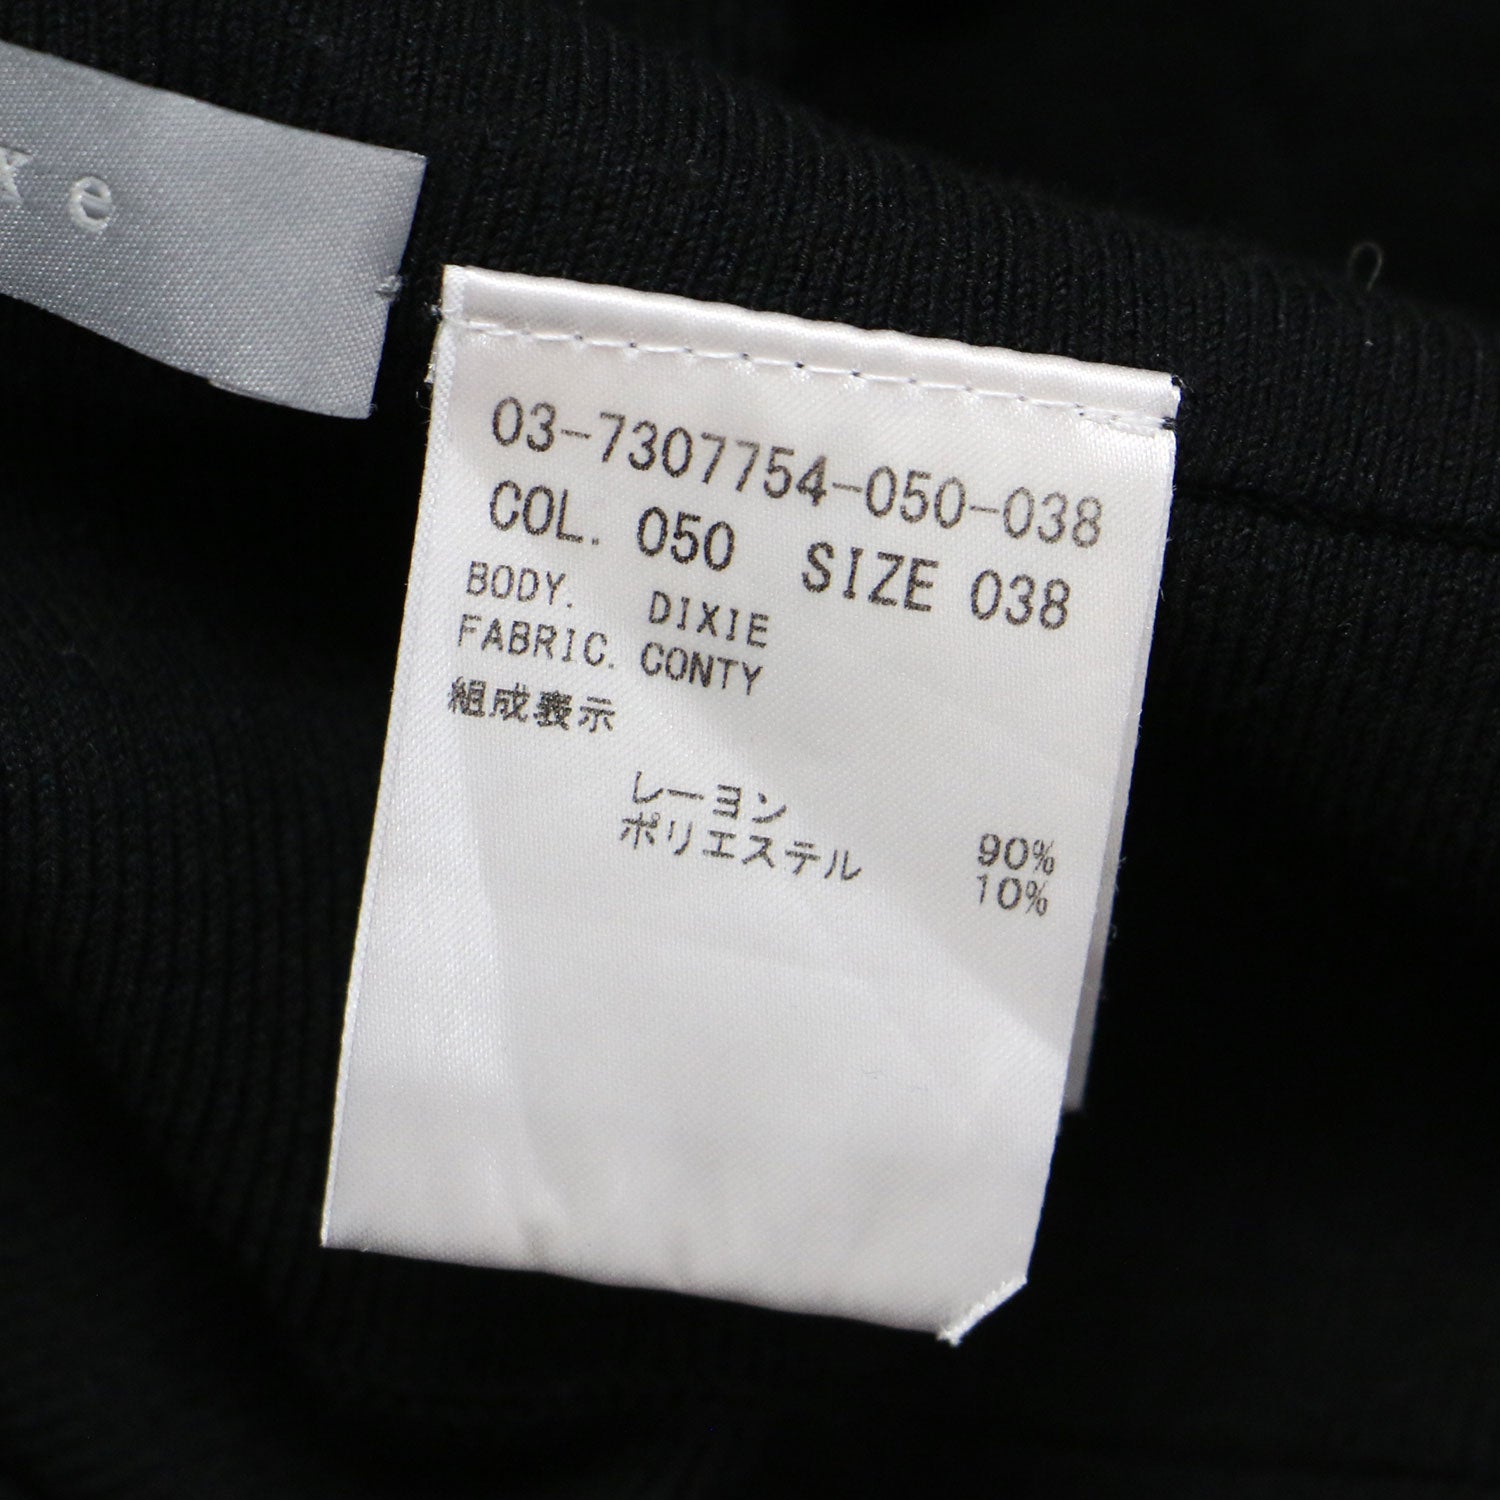 xe
03-7307754-050-038
COL. 050 SIZE 038
BODY. DIXIE
FABRIC. CONTY
組成表示
レーヨン 90%
ポリエステル 10%